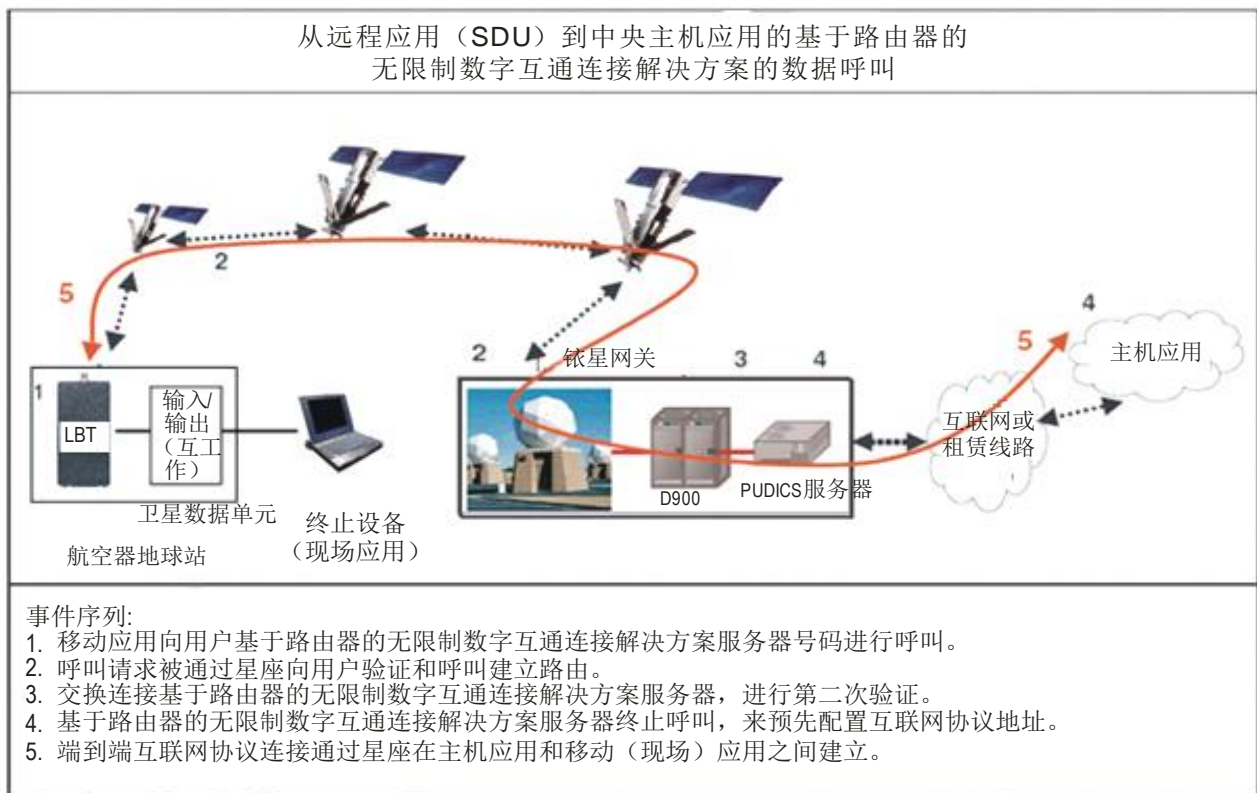 从远程应用（SDU）到中央主机应用的基于路由器的
无限制数字互通连接解决方案的数据呼叫
2
5
4
5
主机应用
2
铱星网关
3
4
1
LBT
输入/
输出
（互工
作）
互联网或
租赁线路
D900
PUDICS服务器
卫星数据单元
终止设备
（现场应用）
航空器地球站
事件序列:
1. 移动应用向用户基于路由器的无限制数字互通连接解决方案服务器号码进行呼叫。
2. 呼叫请求被通过星座向用户验证和呼叫建立路由。
3. 交换连接基于路由器的无限制数字互通连接解决方案服务器，进行第二次验证。
4. 基于路由器的无限制数字互通连接解决方案服务器终止呼叫，来预先配置互联网协议地址。
5. 端到端互联网协议连接通过星座在主机应用和移动（现场）应用之间建立。